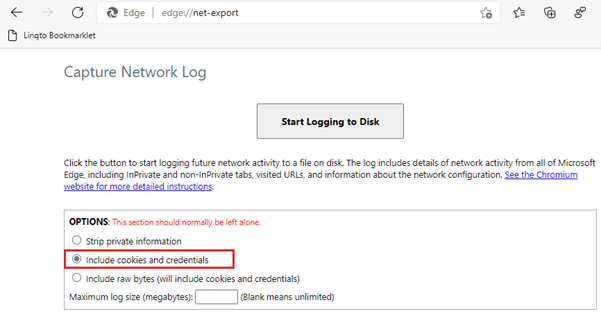 Edge | edge://net-export
Linqto Bookmarklet
Capture Network Log
Start Logging to Disk
Click the button to start logging future network activity to a file on disk. The log includes details of network activity from all of Microsoft
Edge, including InPrivate and non-InPrivate tabs, visited URLs, and information about the network configuration. See the Chromium
website for more detailed instructions.
OPTIONS: This section should normally be left alone.
Strip private information
Include cookies and credentials
Include raw bytes (will include cookies and credentials)
Maximum log size (megabytes): (Blank means unlimited)